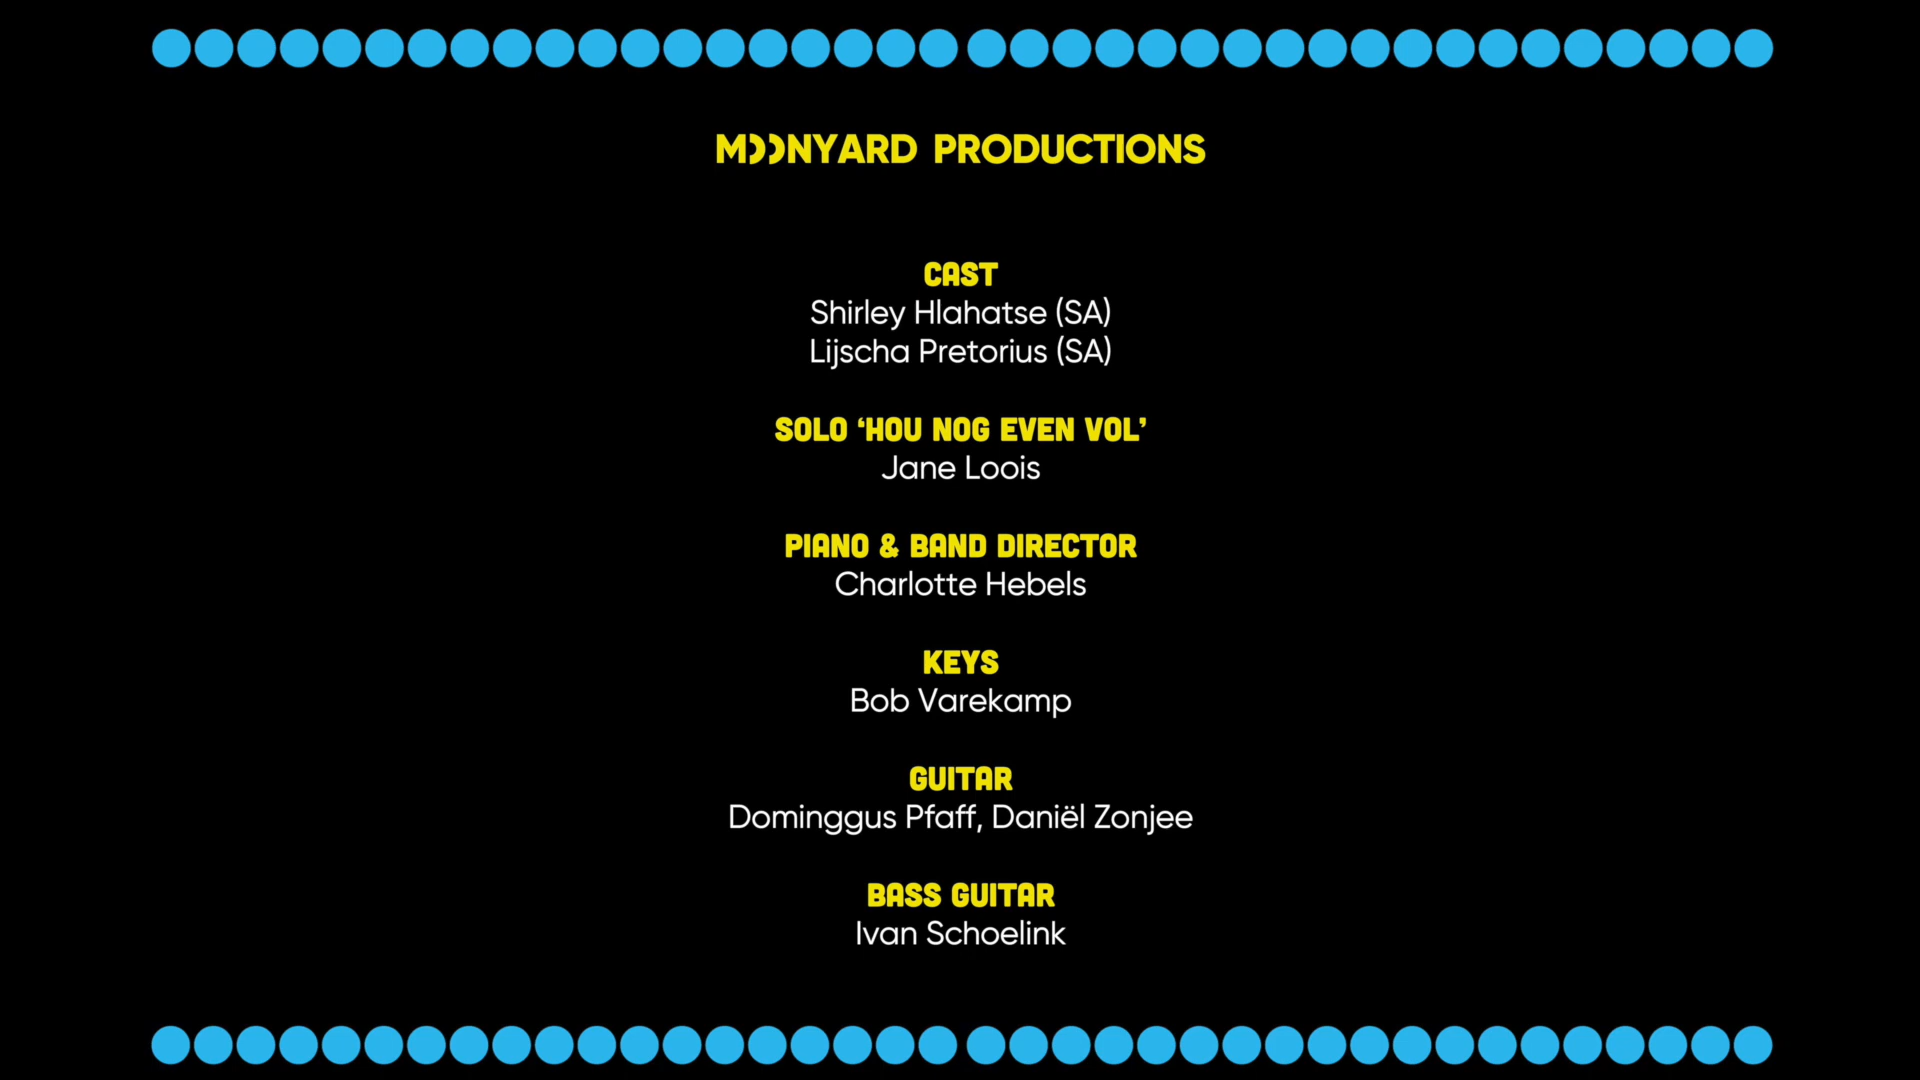 MOONYARD PRODUCTIONS
CAST
Shirley Hlahatse (SA)
Lijscha Pretorius (SA)
SOLO ‘HOU NOG EVEN VOL’
Jane Loois
PIANO & BAND DIRECTOR
Charlotte Hebels
KEYS
Bob Varekamp
GUITAR
Dominggus Pfaff, Daniël Zonjee
BASS GUITAR
Ivan Schoelink